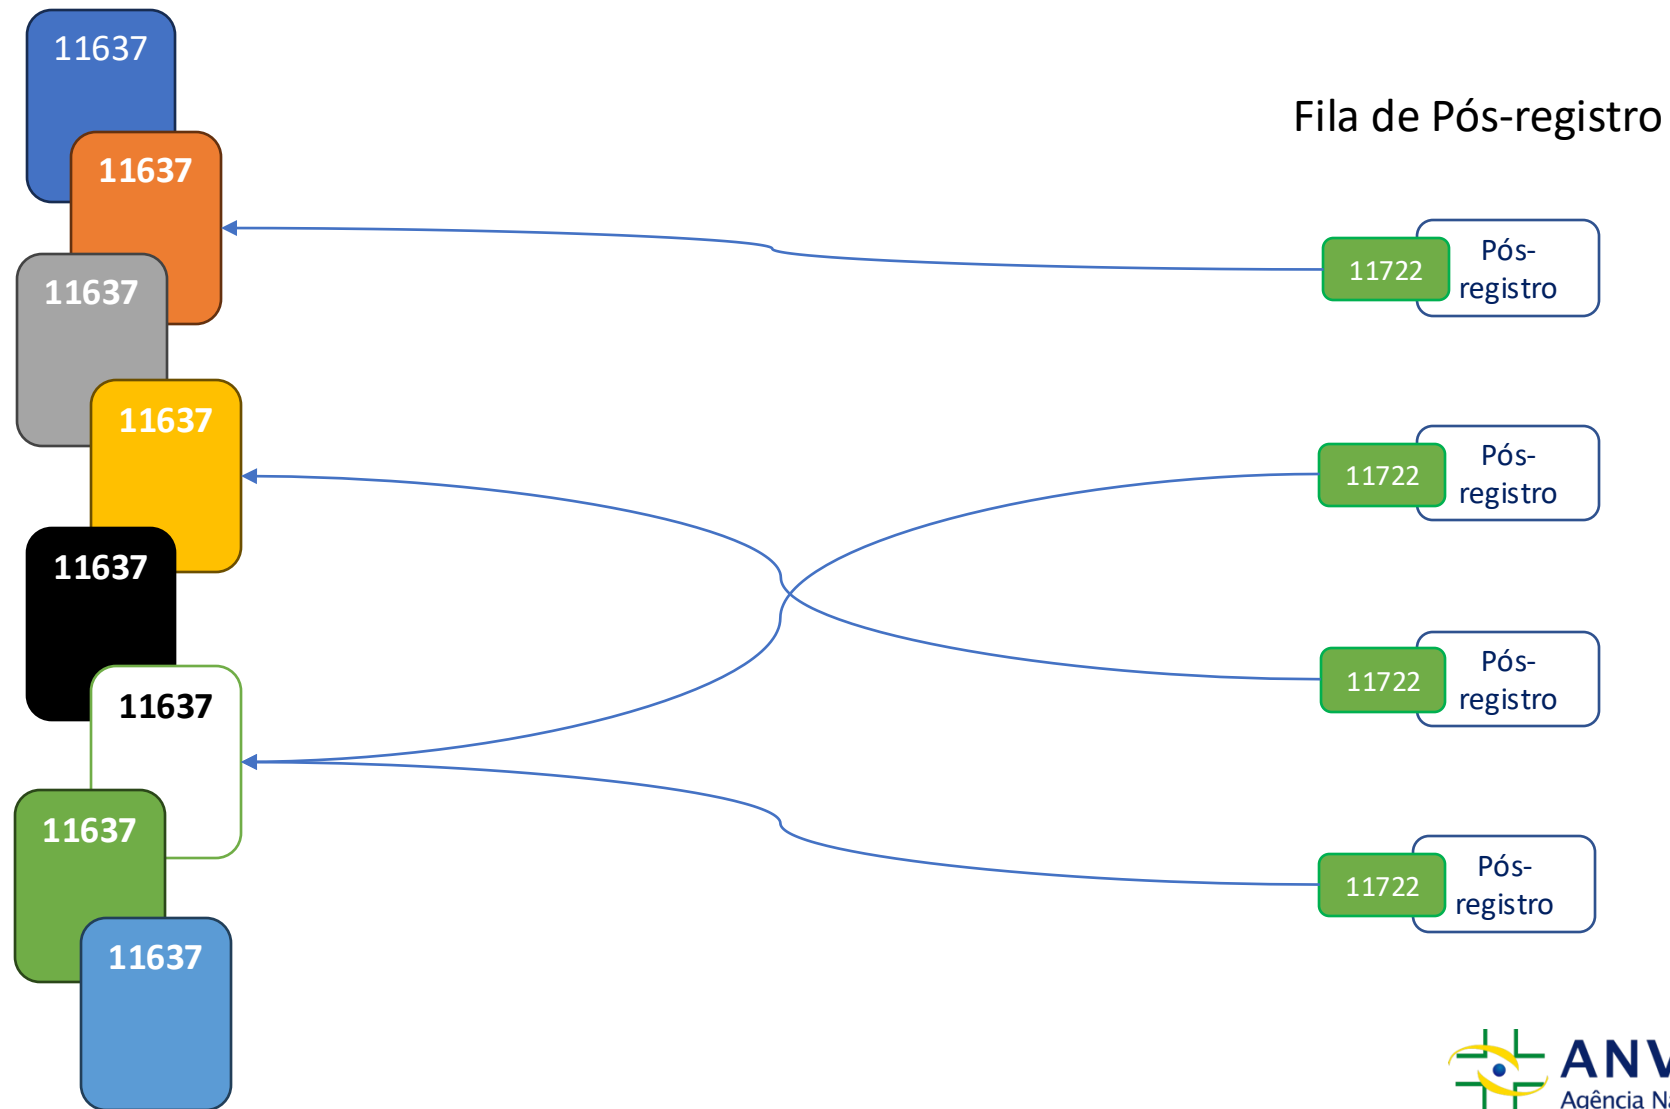 11637
11637
11637
11637
11637
11637
11637
11637
Fila de Pós-registro
11722
Pós-
registro
11722
Pós-
registro
11722
Pós-
registro
11722
Pós-
registro
ANV
Agência Na